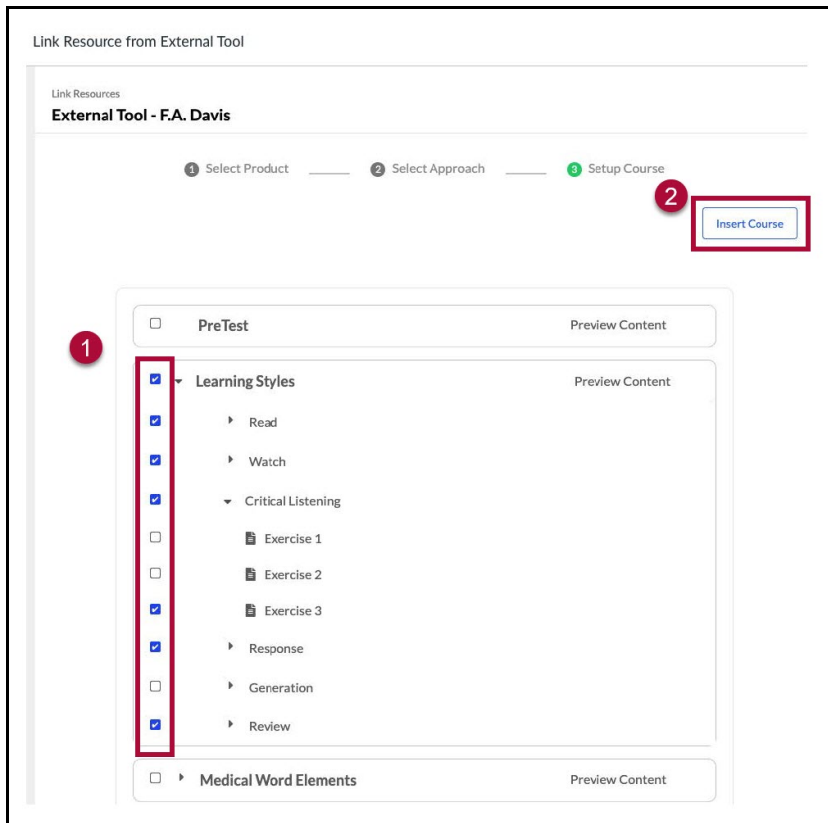 Link Resource from External Tool
Link Resources
External Tool - F.A. Davis
1 Select Product 2 Select Approach 3 Setup Course
2
Insert Course
PreTest Preview Content
1
Learning Styles Preview Content
Read
Watch
Critical Listening
Exercise 1
Exercise 2
Exercise 3
Response
Generation
Review
Medical Word Elements Preview Content